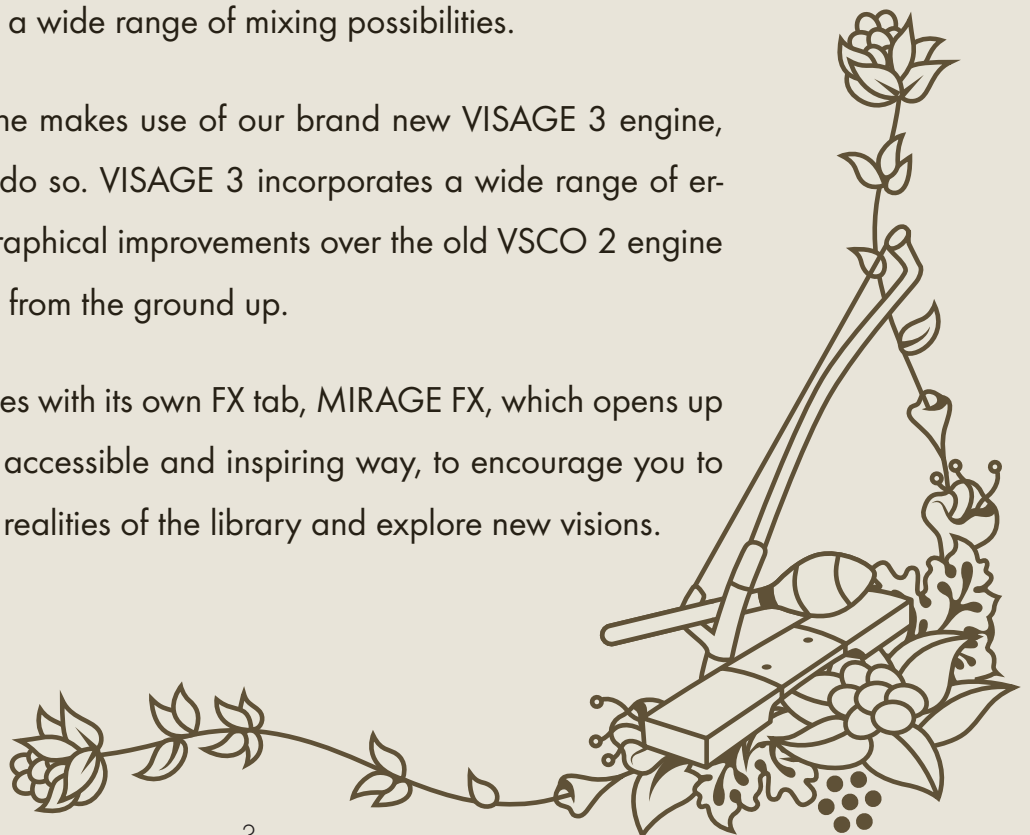 a wide range of mixing possibilities.
ne makes use of our brand new VISAGE 3 engine,
do so. VISAGE 3 incorporates a wide range of er-
raphical improvements over the old VSCO 2 engine
from the ground up.
es with its own FX tab, MIRAGE FX, which opens up
accessible and inspiring way, to encourage you to
realities of the library and explore new visions.